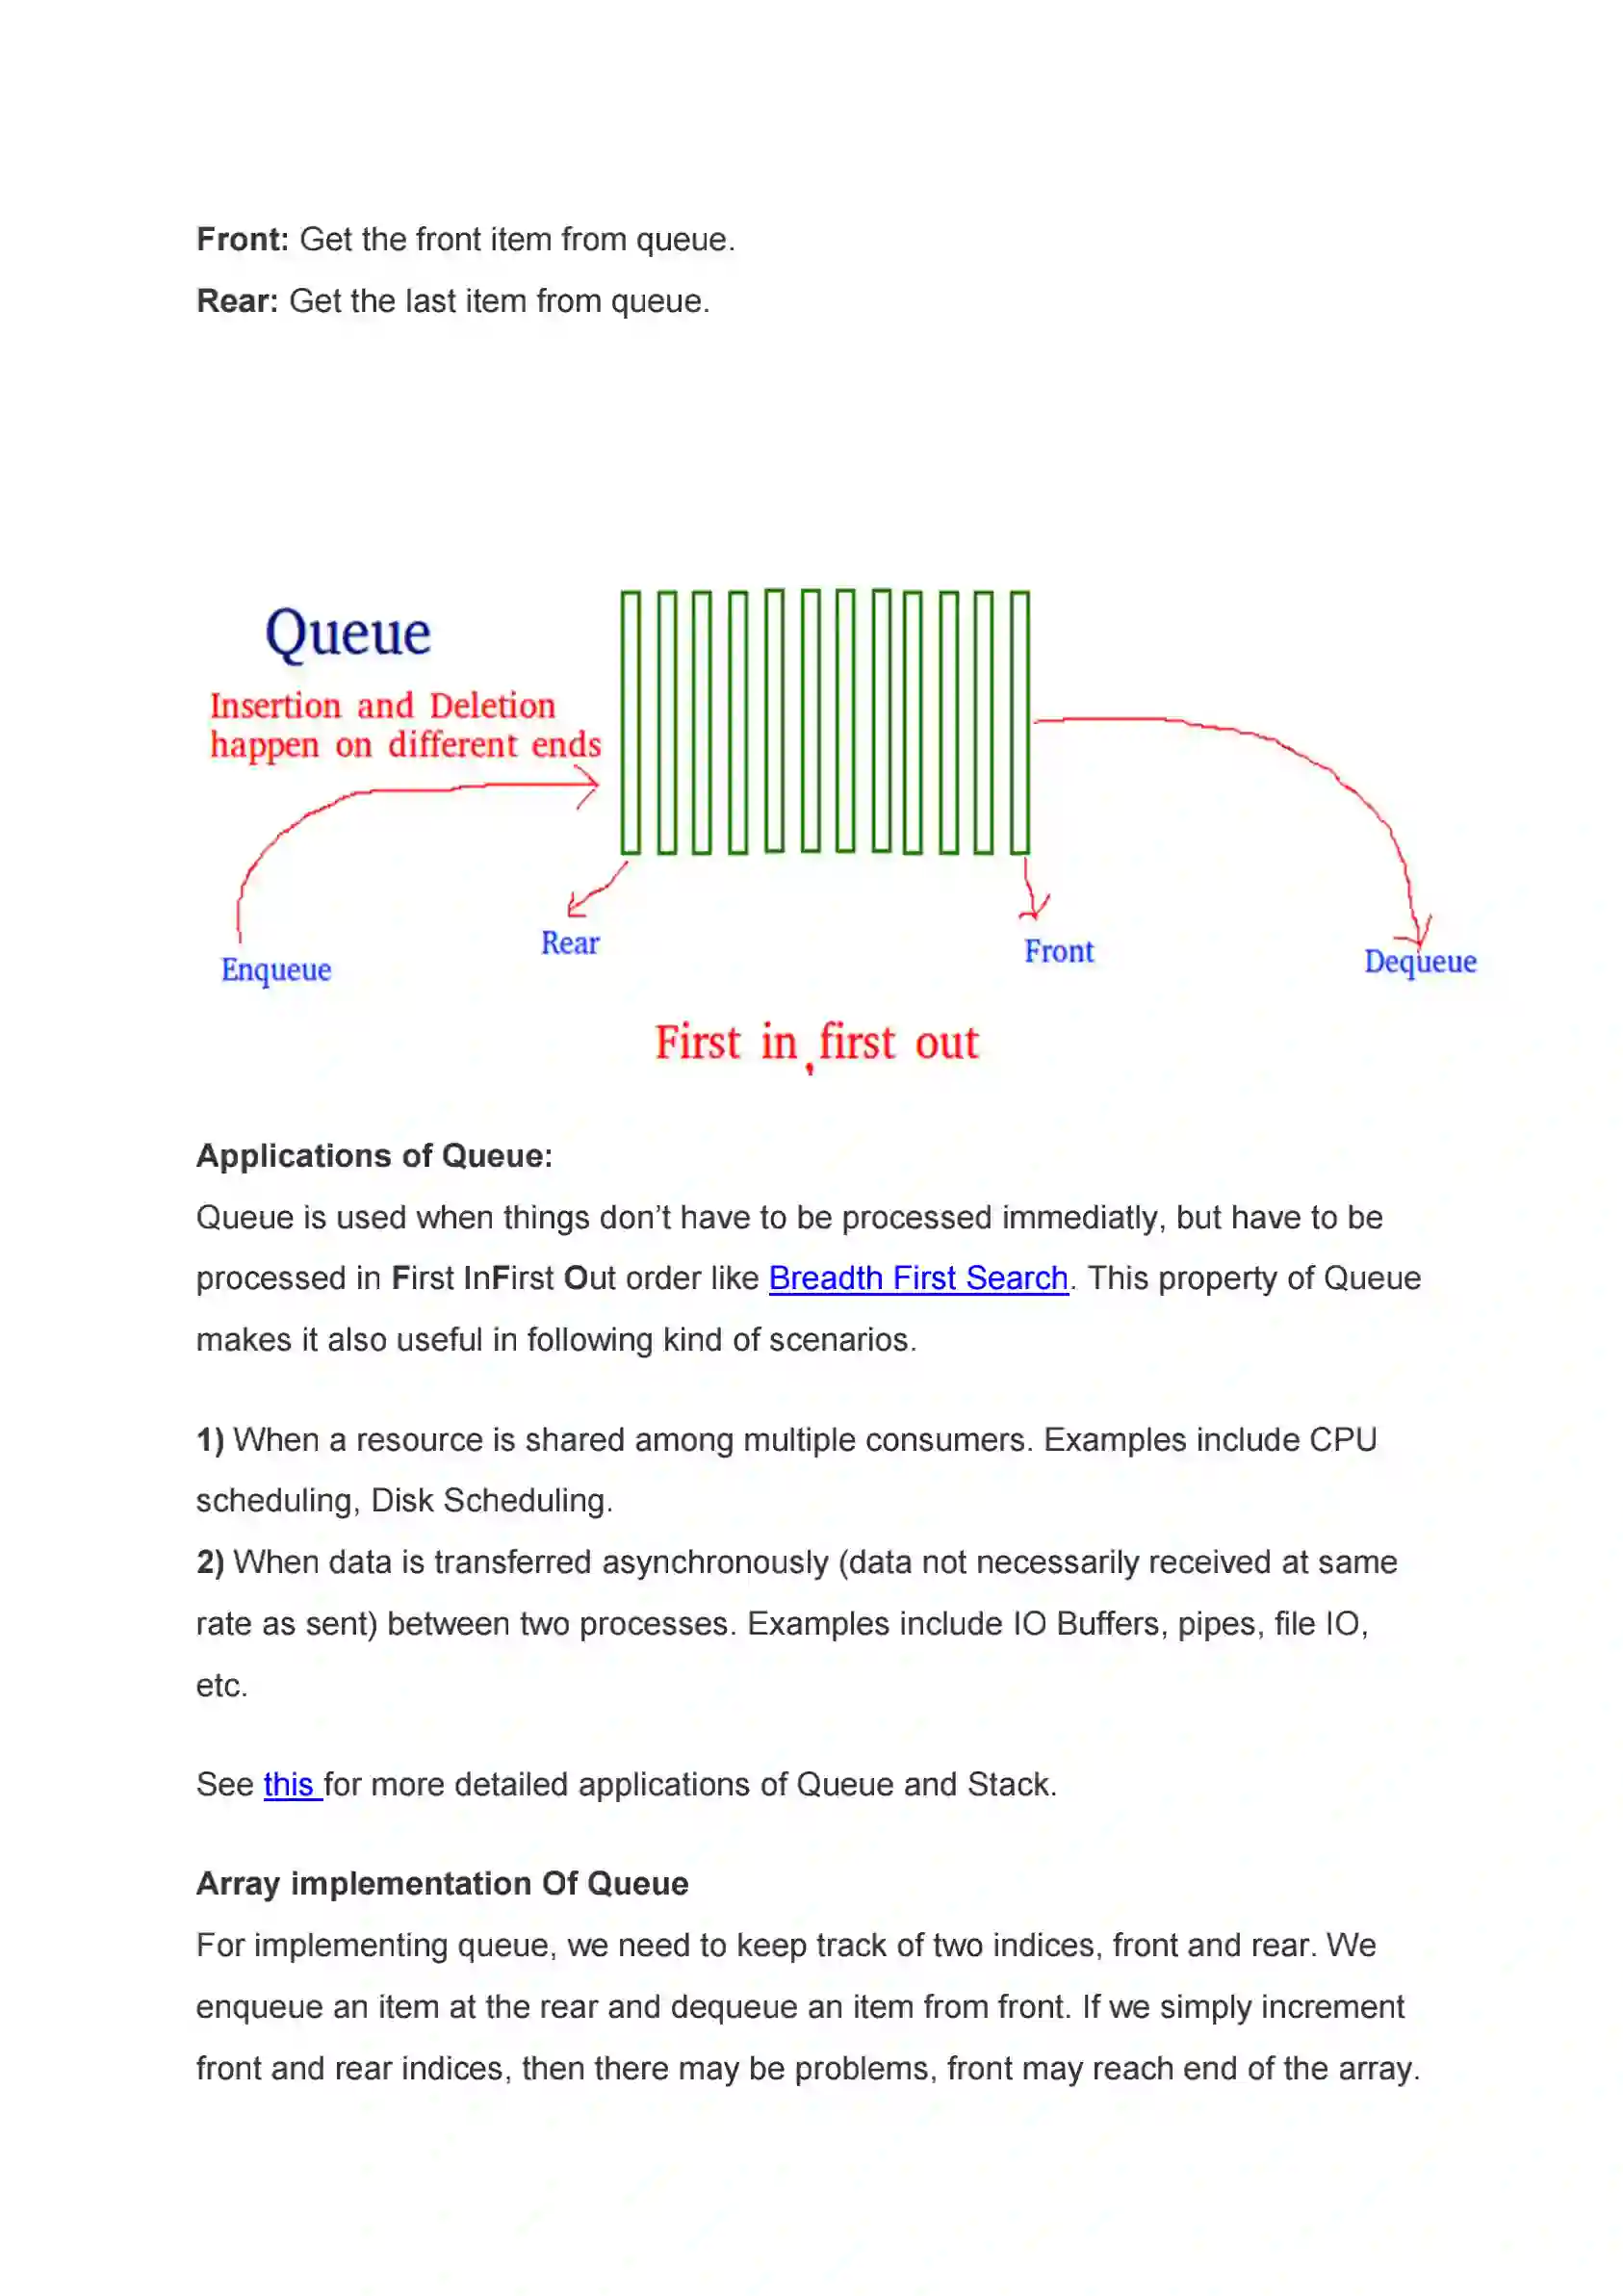 Front: Get the front item from queue.
Rear: Get the last item from queue.
Queue
Insertion and Deletion
happen on different ends
Enqueue
Rear
Front
Dequeue
First in, first out
Applications of Queue:
Queue is used when things don’t have to be processed immediatly, but have to be
processed in First InFirst Out order like Breadth First Search. This property of Queue
makes it also useful in following kind of scenarios.
1) When a resource is shared among multiple consumers. Examples include CPU
scheduling, Disk Scheduling.
2) When data is transferred asynchronously (data not necessarily received at same
rate as sent) between two processes. Examples include IO Buffers, pipes, file IO,
etc.
See this for more detailed applications of Queue and Stack.
Array implementation Of Queue
For implementing queue, we need to keep track of two indices, front and rear. We
enqueue an item at the rear and dequeue an item from front. If we simply increment
front and rear indices, then there may be problems, front may reach end of the array.